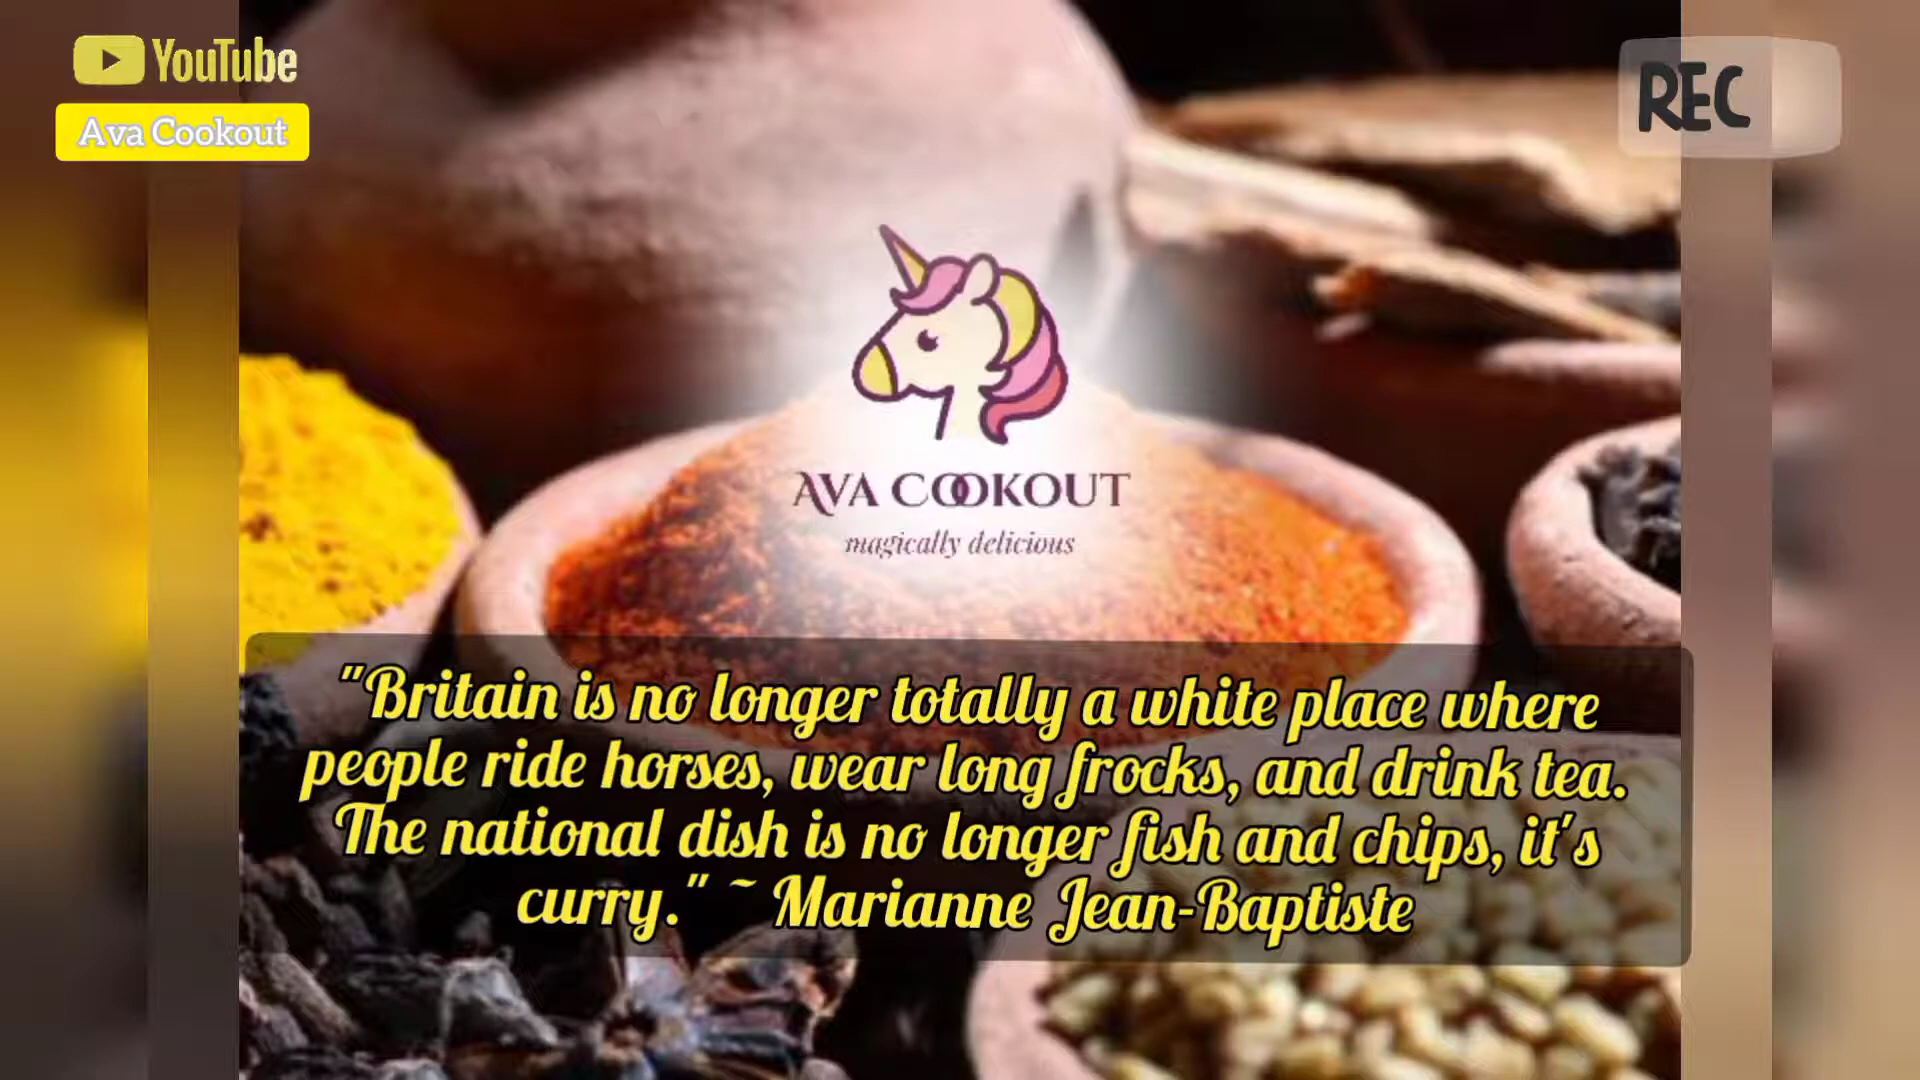 YouTube
Ava Cookout
REC
AVA COOKOUT
magically delicious
"Britain is no longer totally a white place where
people ride horses, wear long frocks, and drink tea.
The national dish is no longer fish and chips, it's
curry." ~ Marianne Jean-Baptiste